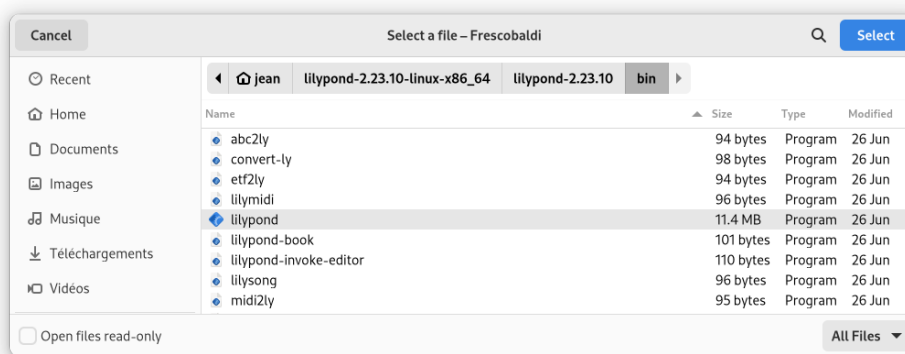 Cancel Select a file – Frescobaldi Select
Recent
Home
Documents
Images
Musique
Téléchargements
Vidéos
jean lilypond-2.23.10-linux-x86_64 lilypond-2.23.10 bin
Name Size Type Modified
abc2ly 94 bytes Program 26 Jun
convert-ly 98 bytes Program 26 Jun
etf2ly 94 bytes Program 26 Jun
lilymidi 96 bytes Program 26 Jun
lilypond 11.4 MB Program 26 Jun
lilypond-book 101 bytes Program 26 Jun
lilypond-invoke-editor 110 bytes Program 26 Jun
lilysong 96 bytes Program 26 Jun
midi2ly 95 bytes Program 26 Jun
Open files read-only All Files